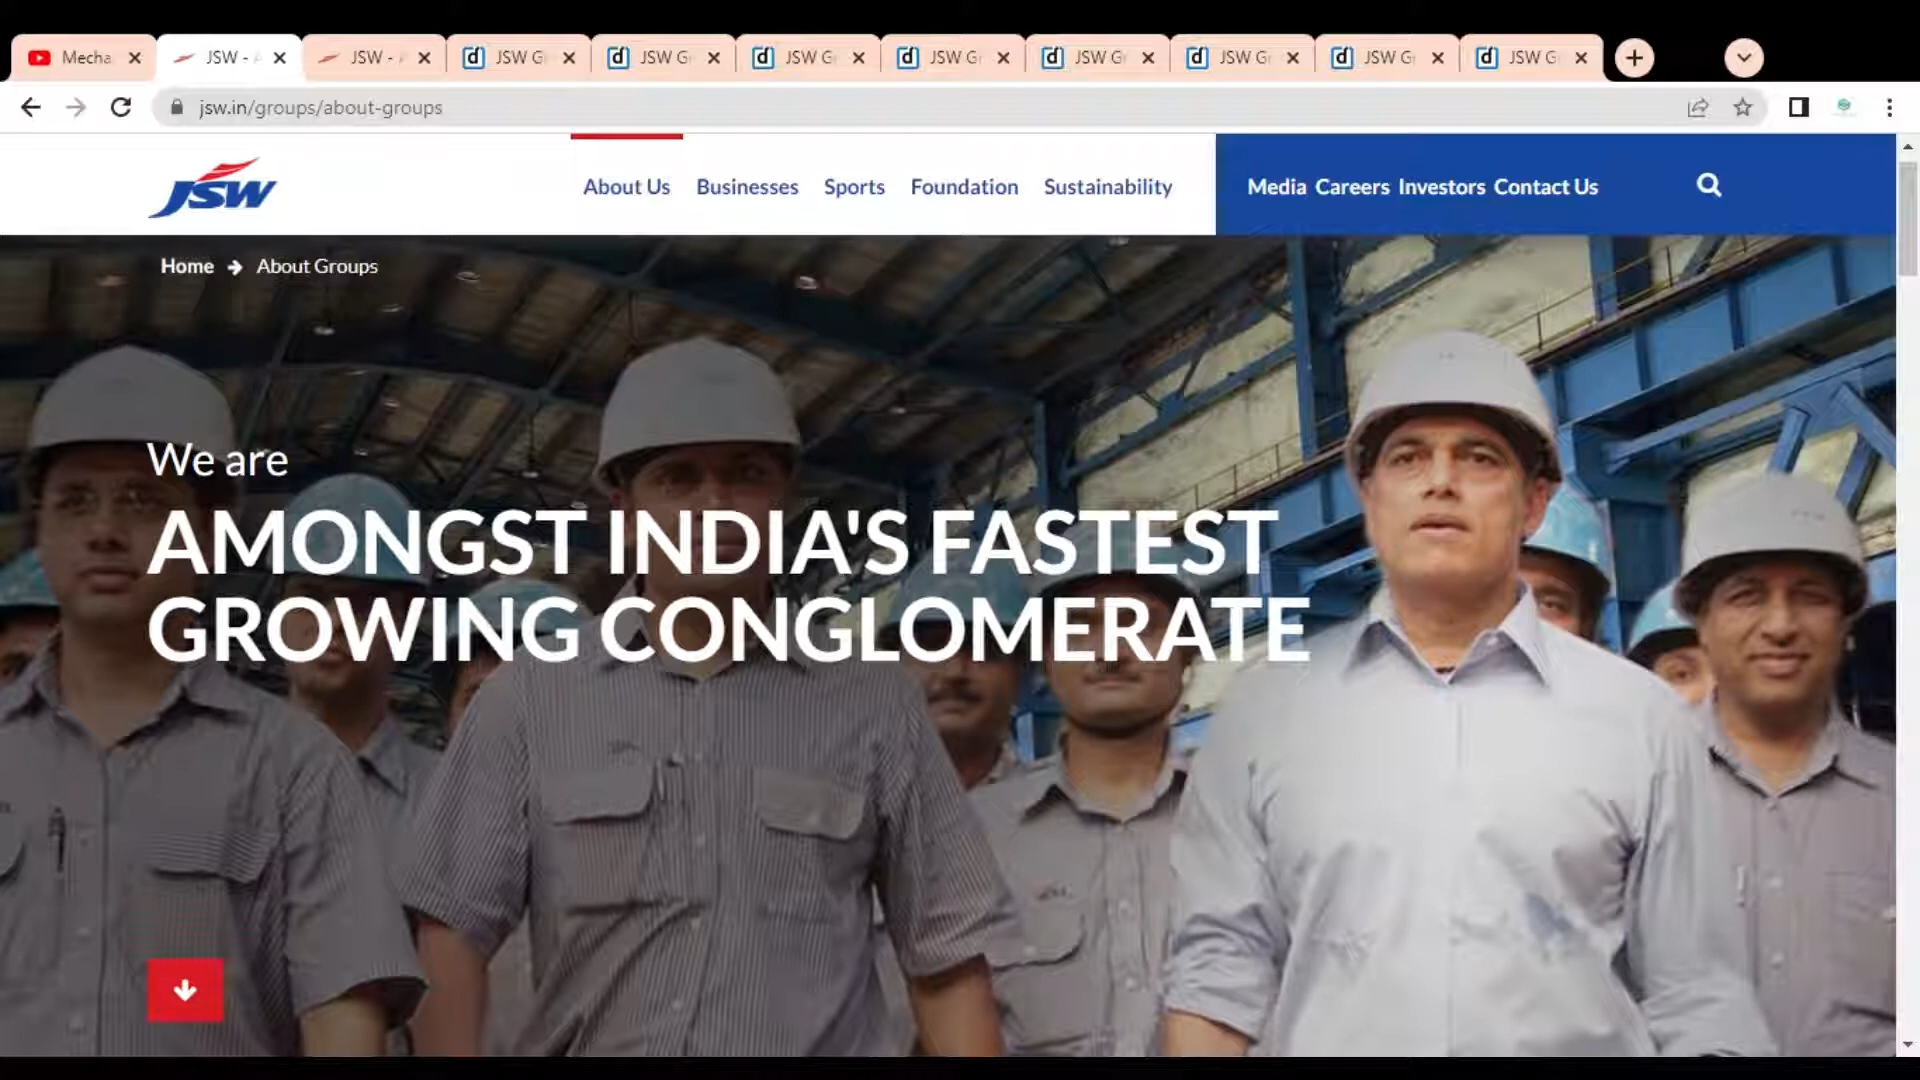 Mecha
JSW -
JSW -
JSW G
JSW G
JSW G
JSW G
JSW G
JSW G
JSW G
JSW G
jsw.in/groups/about-groups
JSW
About Us
Businesses
Sports
Foundation
Sustainability
Media
Careers
Investors
Contact Us
Home
About Groups
We are
AMONGST INDIA'S FASTEST
GROWING CONGLOMERATE